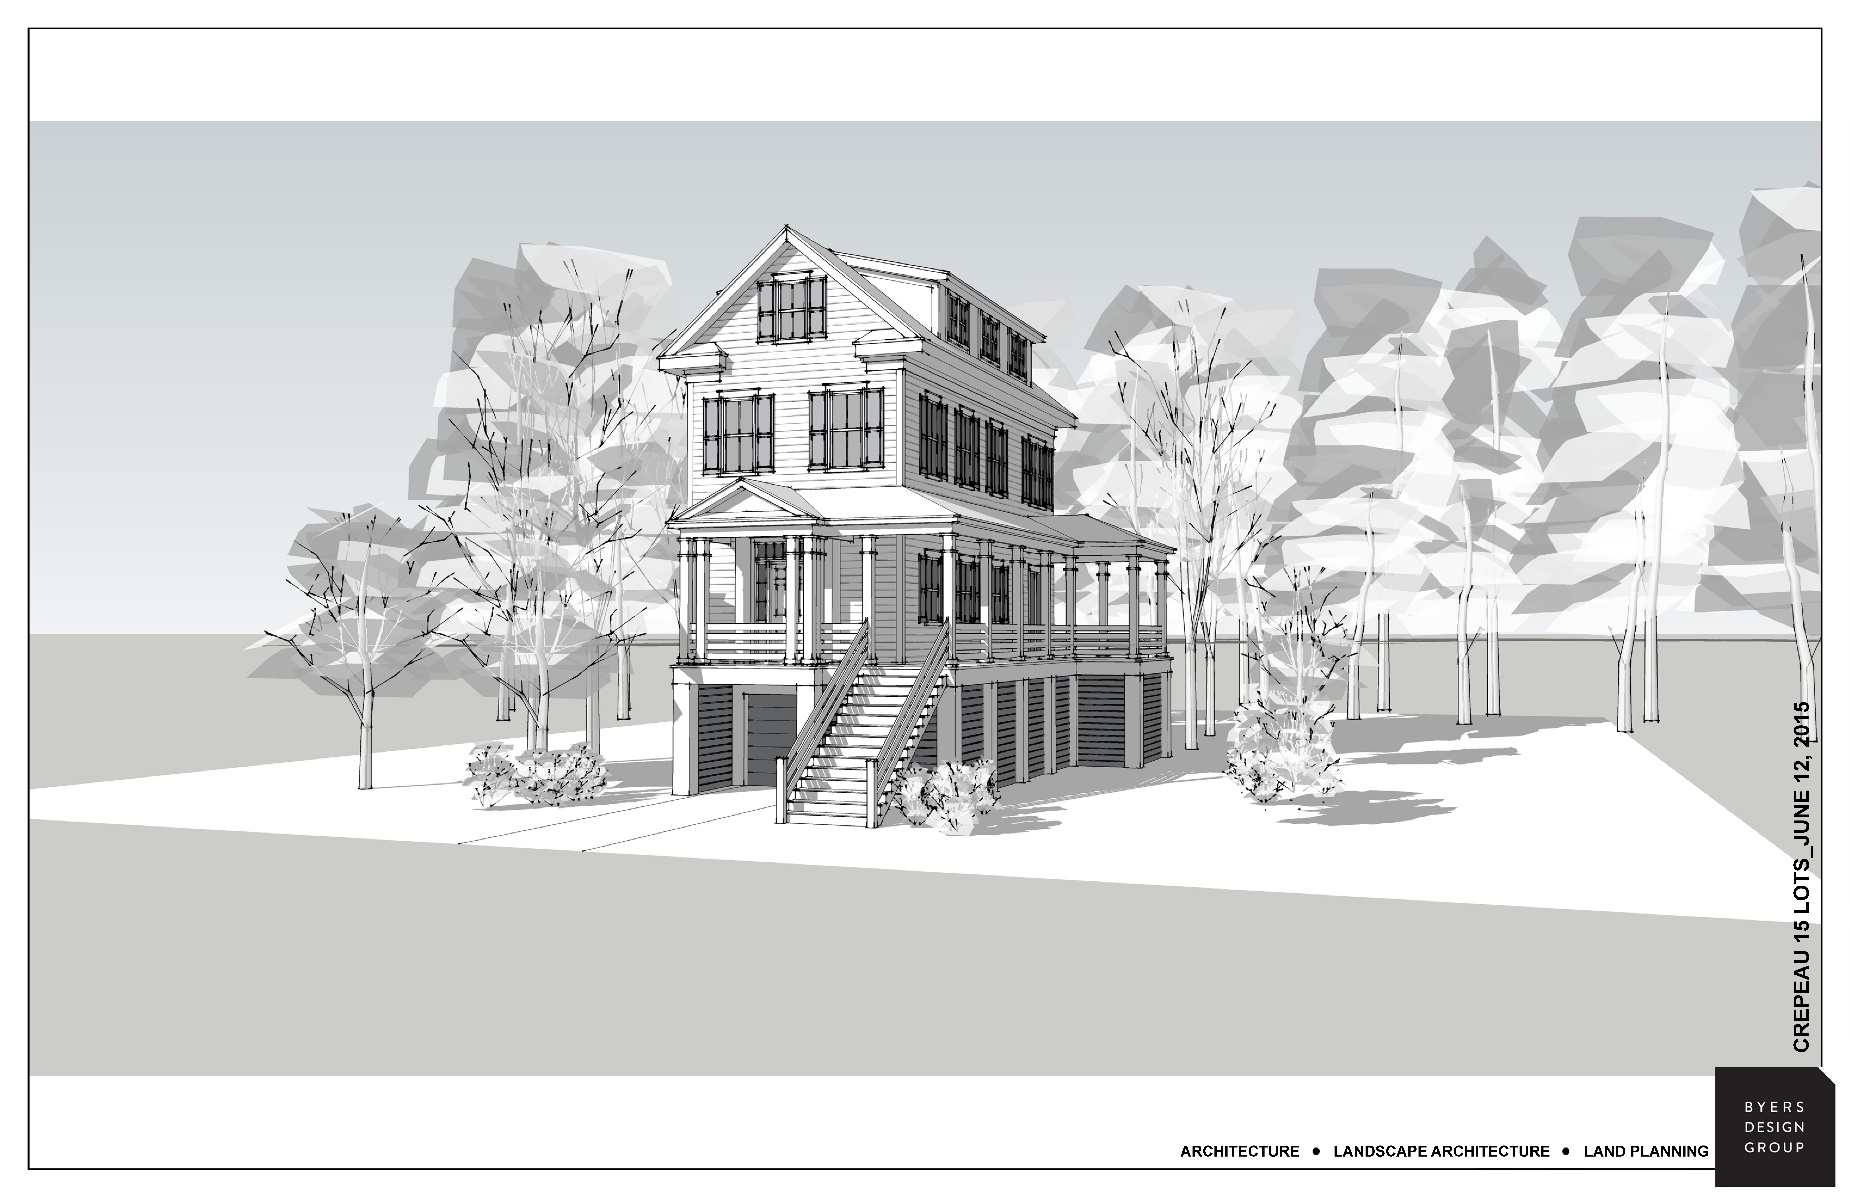 CREPEAU 15 LOTS_JUNE 12, 2015
BYERS
DESIGN
GROUP
ARCHITECTURE • LANDSCAPE ARCHITECTURE • LAND PLANNING